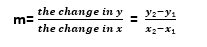 m= the change in y / the change in x = y₂-y₁ / x₂-x₁